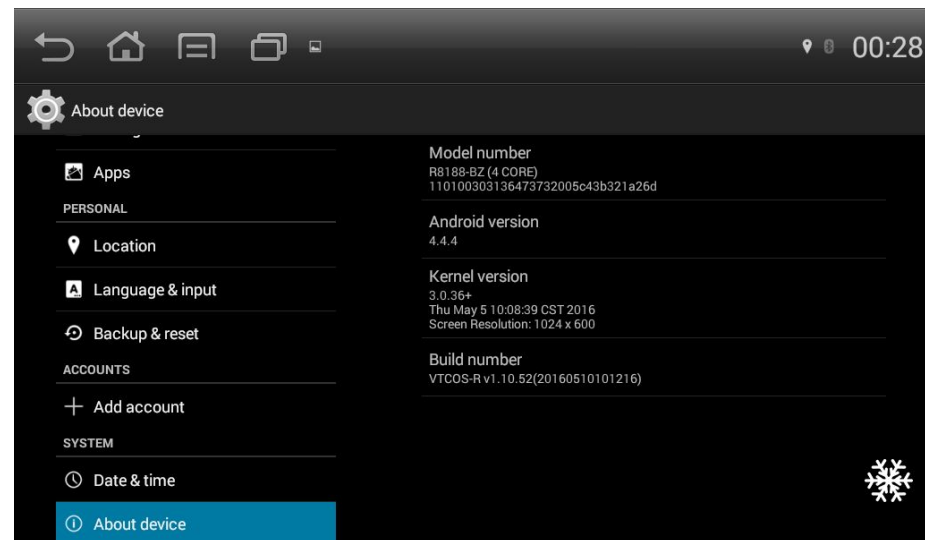 00:28
About device
Apps
PERSONAL
Location
Language & input
Backup & reset
ACCOUNTS
Add account
SYSTEM
Date & time
About device
Model number
R8188-BZ (4 CORE)
110100303136473732005c43b321a26d
Android version
4.4.4
Kernel version
3.0.36+
Thu May 5 10:08:39 CST 2016
Screen Resolution: 1024 x 600
Build number
VTCOS-R v1.10.52(20160510101216)